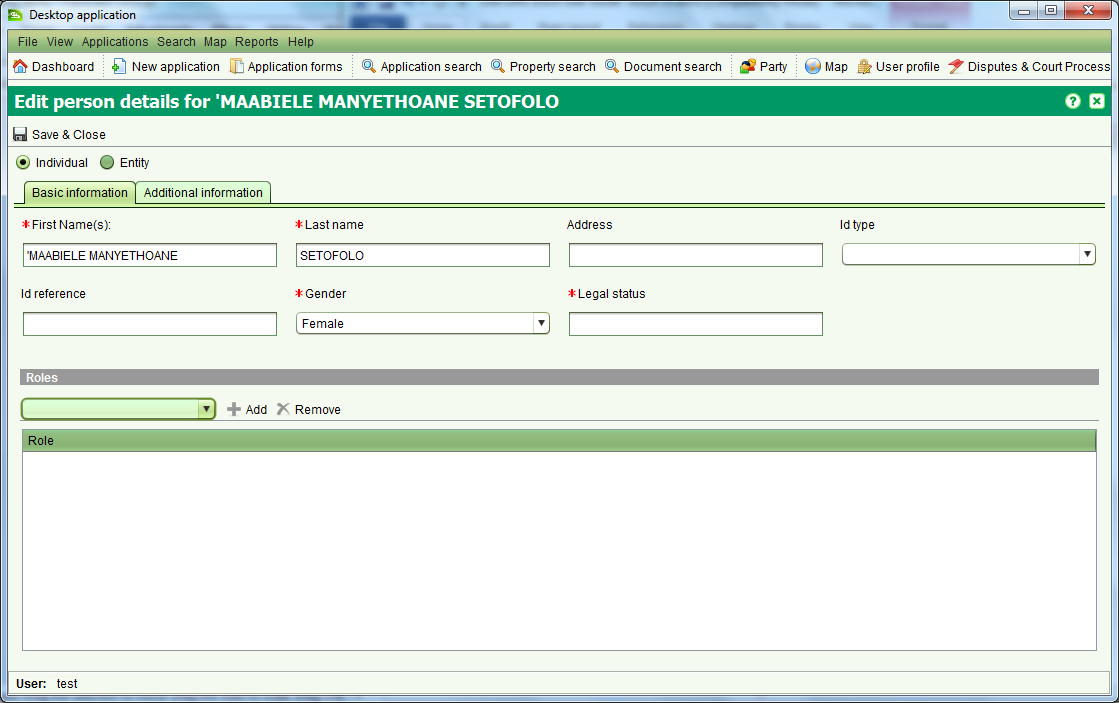 Desktop application
File View Applications Search Map Reports Help
Dashboard New application Application forms Application search Property search Document search Party Map User profile Disputes & Court Process
Edit person details for 'MAABIELE MANYETHOANE SETOFOLO
Save & Close
Individual Entity
Basic information Additional information
*First Name(s): *Last name Address Id type
'MAABIELE MANYETHOANE SETOFOLO
Id reference *Gender *Legal status
Female
Roles
Add Remove
Role
User: test